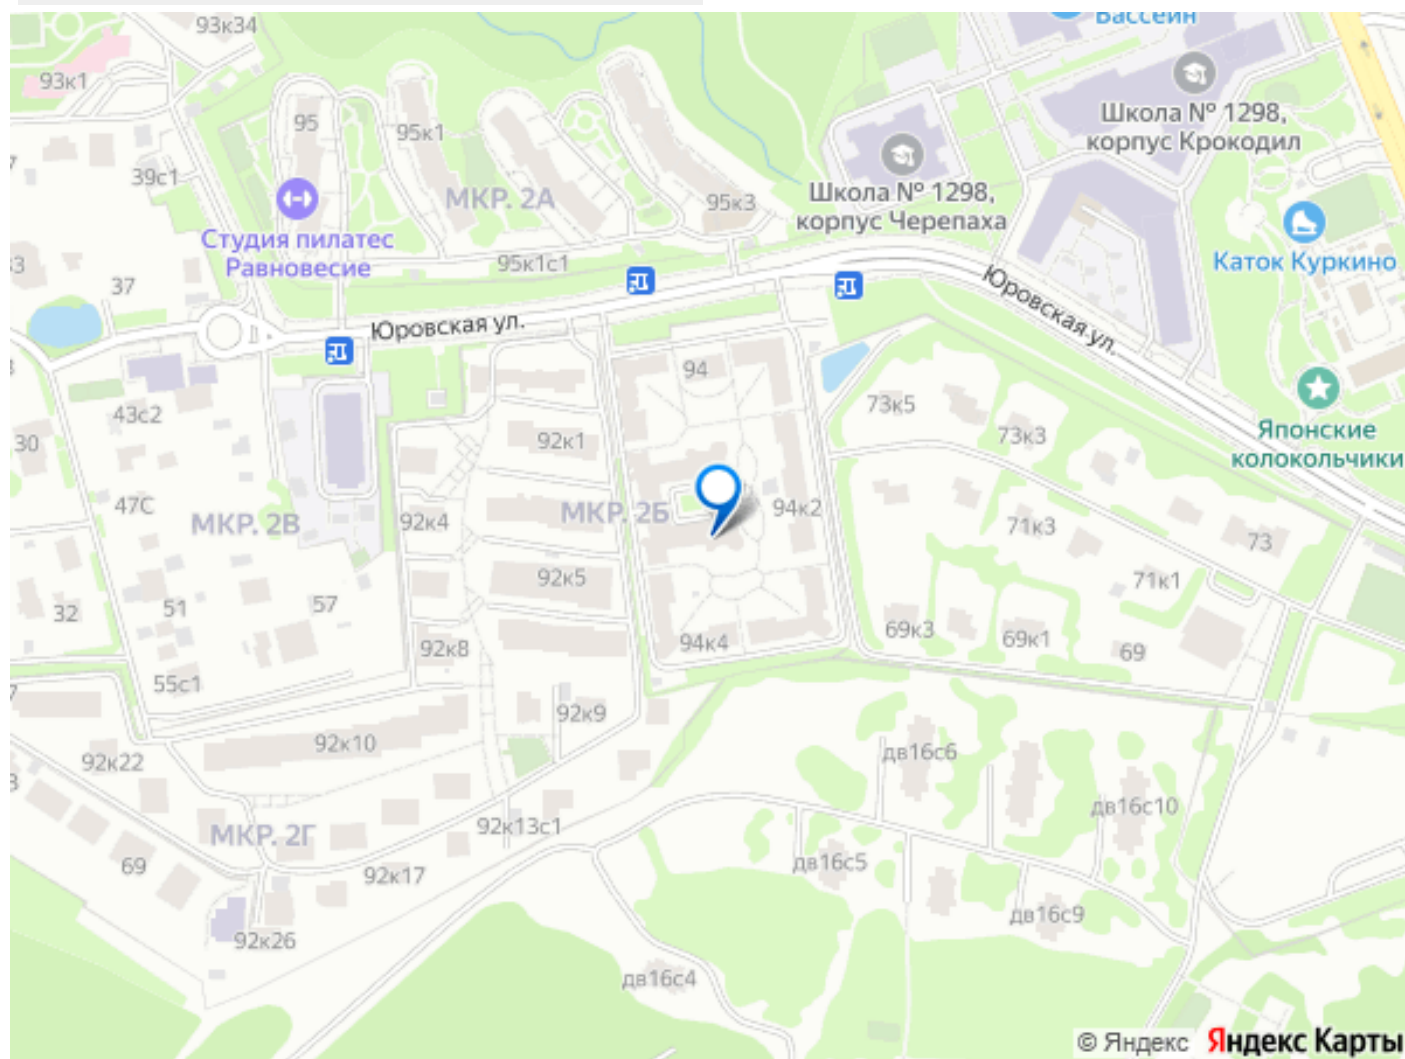 Бассейн
93к34
93к1
Школа № 1298,
корпус Крокодил
95
95к1
39с1
МКР. 2А
95к3
Школа № 1298,
корпус Черепаха
Студия пилатес
Равновесие
95к1с1
Каток Куркино
33
37
Юровская ул.
Юровская ул.
94
43с2
73к5
73к3
Японские
колокольчики
30
92к1
47С
МКР. 2В
92к4
МКР. 2Б
94к2
71к3
73
92к5
71к1
32
51
57
69к3
69к1
69
92к8
94к4
55с1
92к9
92к10
92к22
дв16с6
дв16с10
МКР. 2Г
92к13с1
69
92к17
дв16с5
дв16с9
92к26
дв16с4
© Яндекс Яндекс Карты